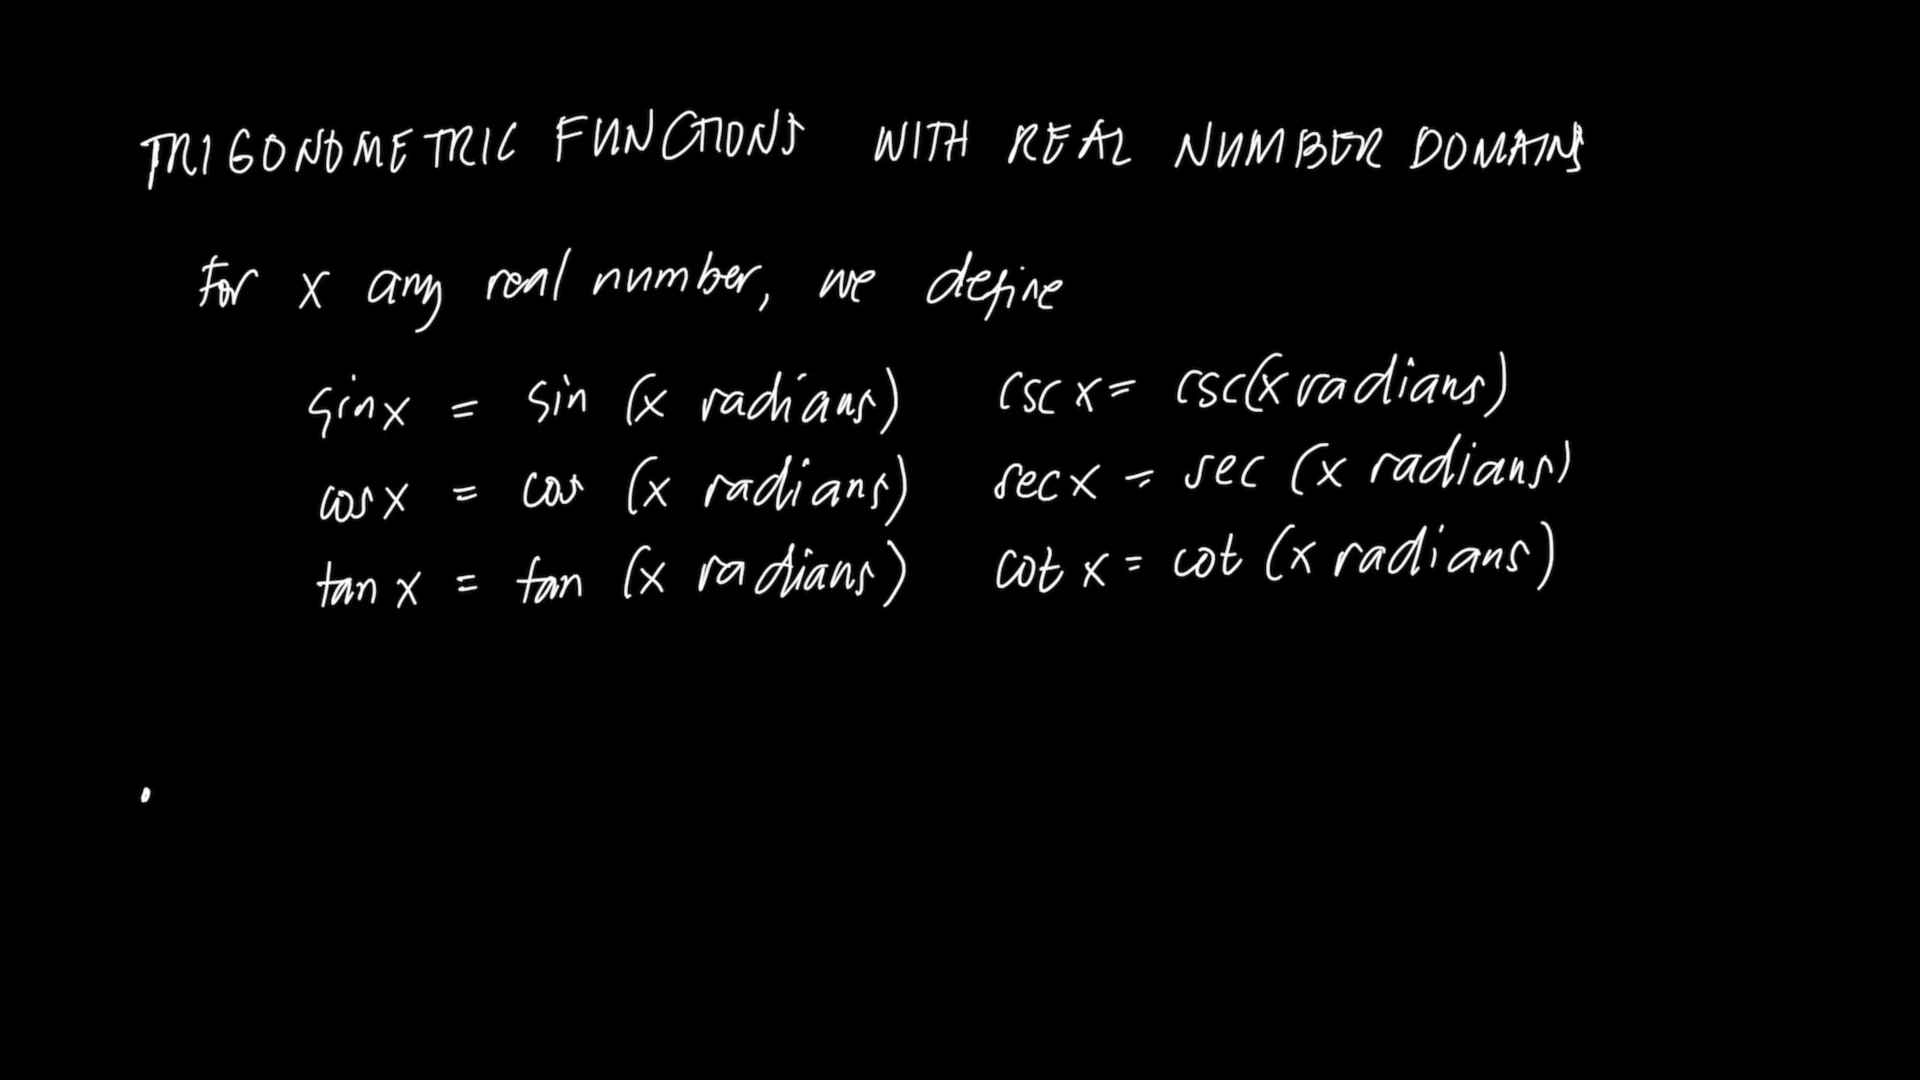 TRIGONOMETRIC FUNCTIONS WITH REAL NUMBER DOMAINS
For x any real number, we define
sin x = sin (x radians) csc x = csc(x radians)
cos x = cos (x radians) sec x = sec (x radians)
tan x = tan (x radians) cot x = cot (x radians)